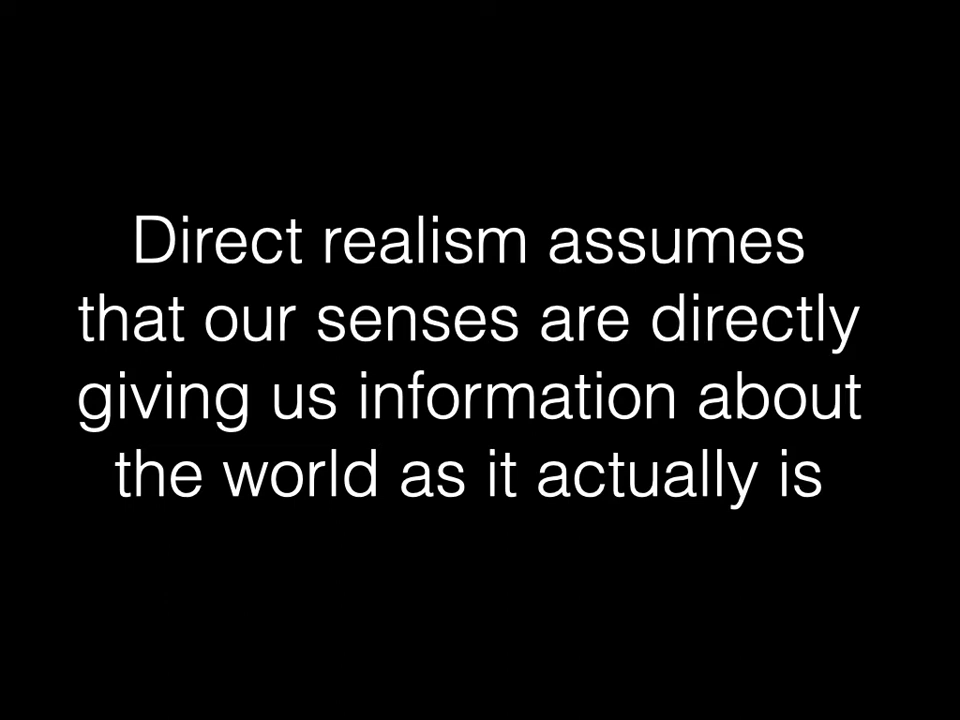 Direct realism assumes
that our senses are directly
giving us information about
the world as it actually is